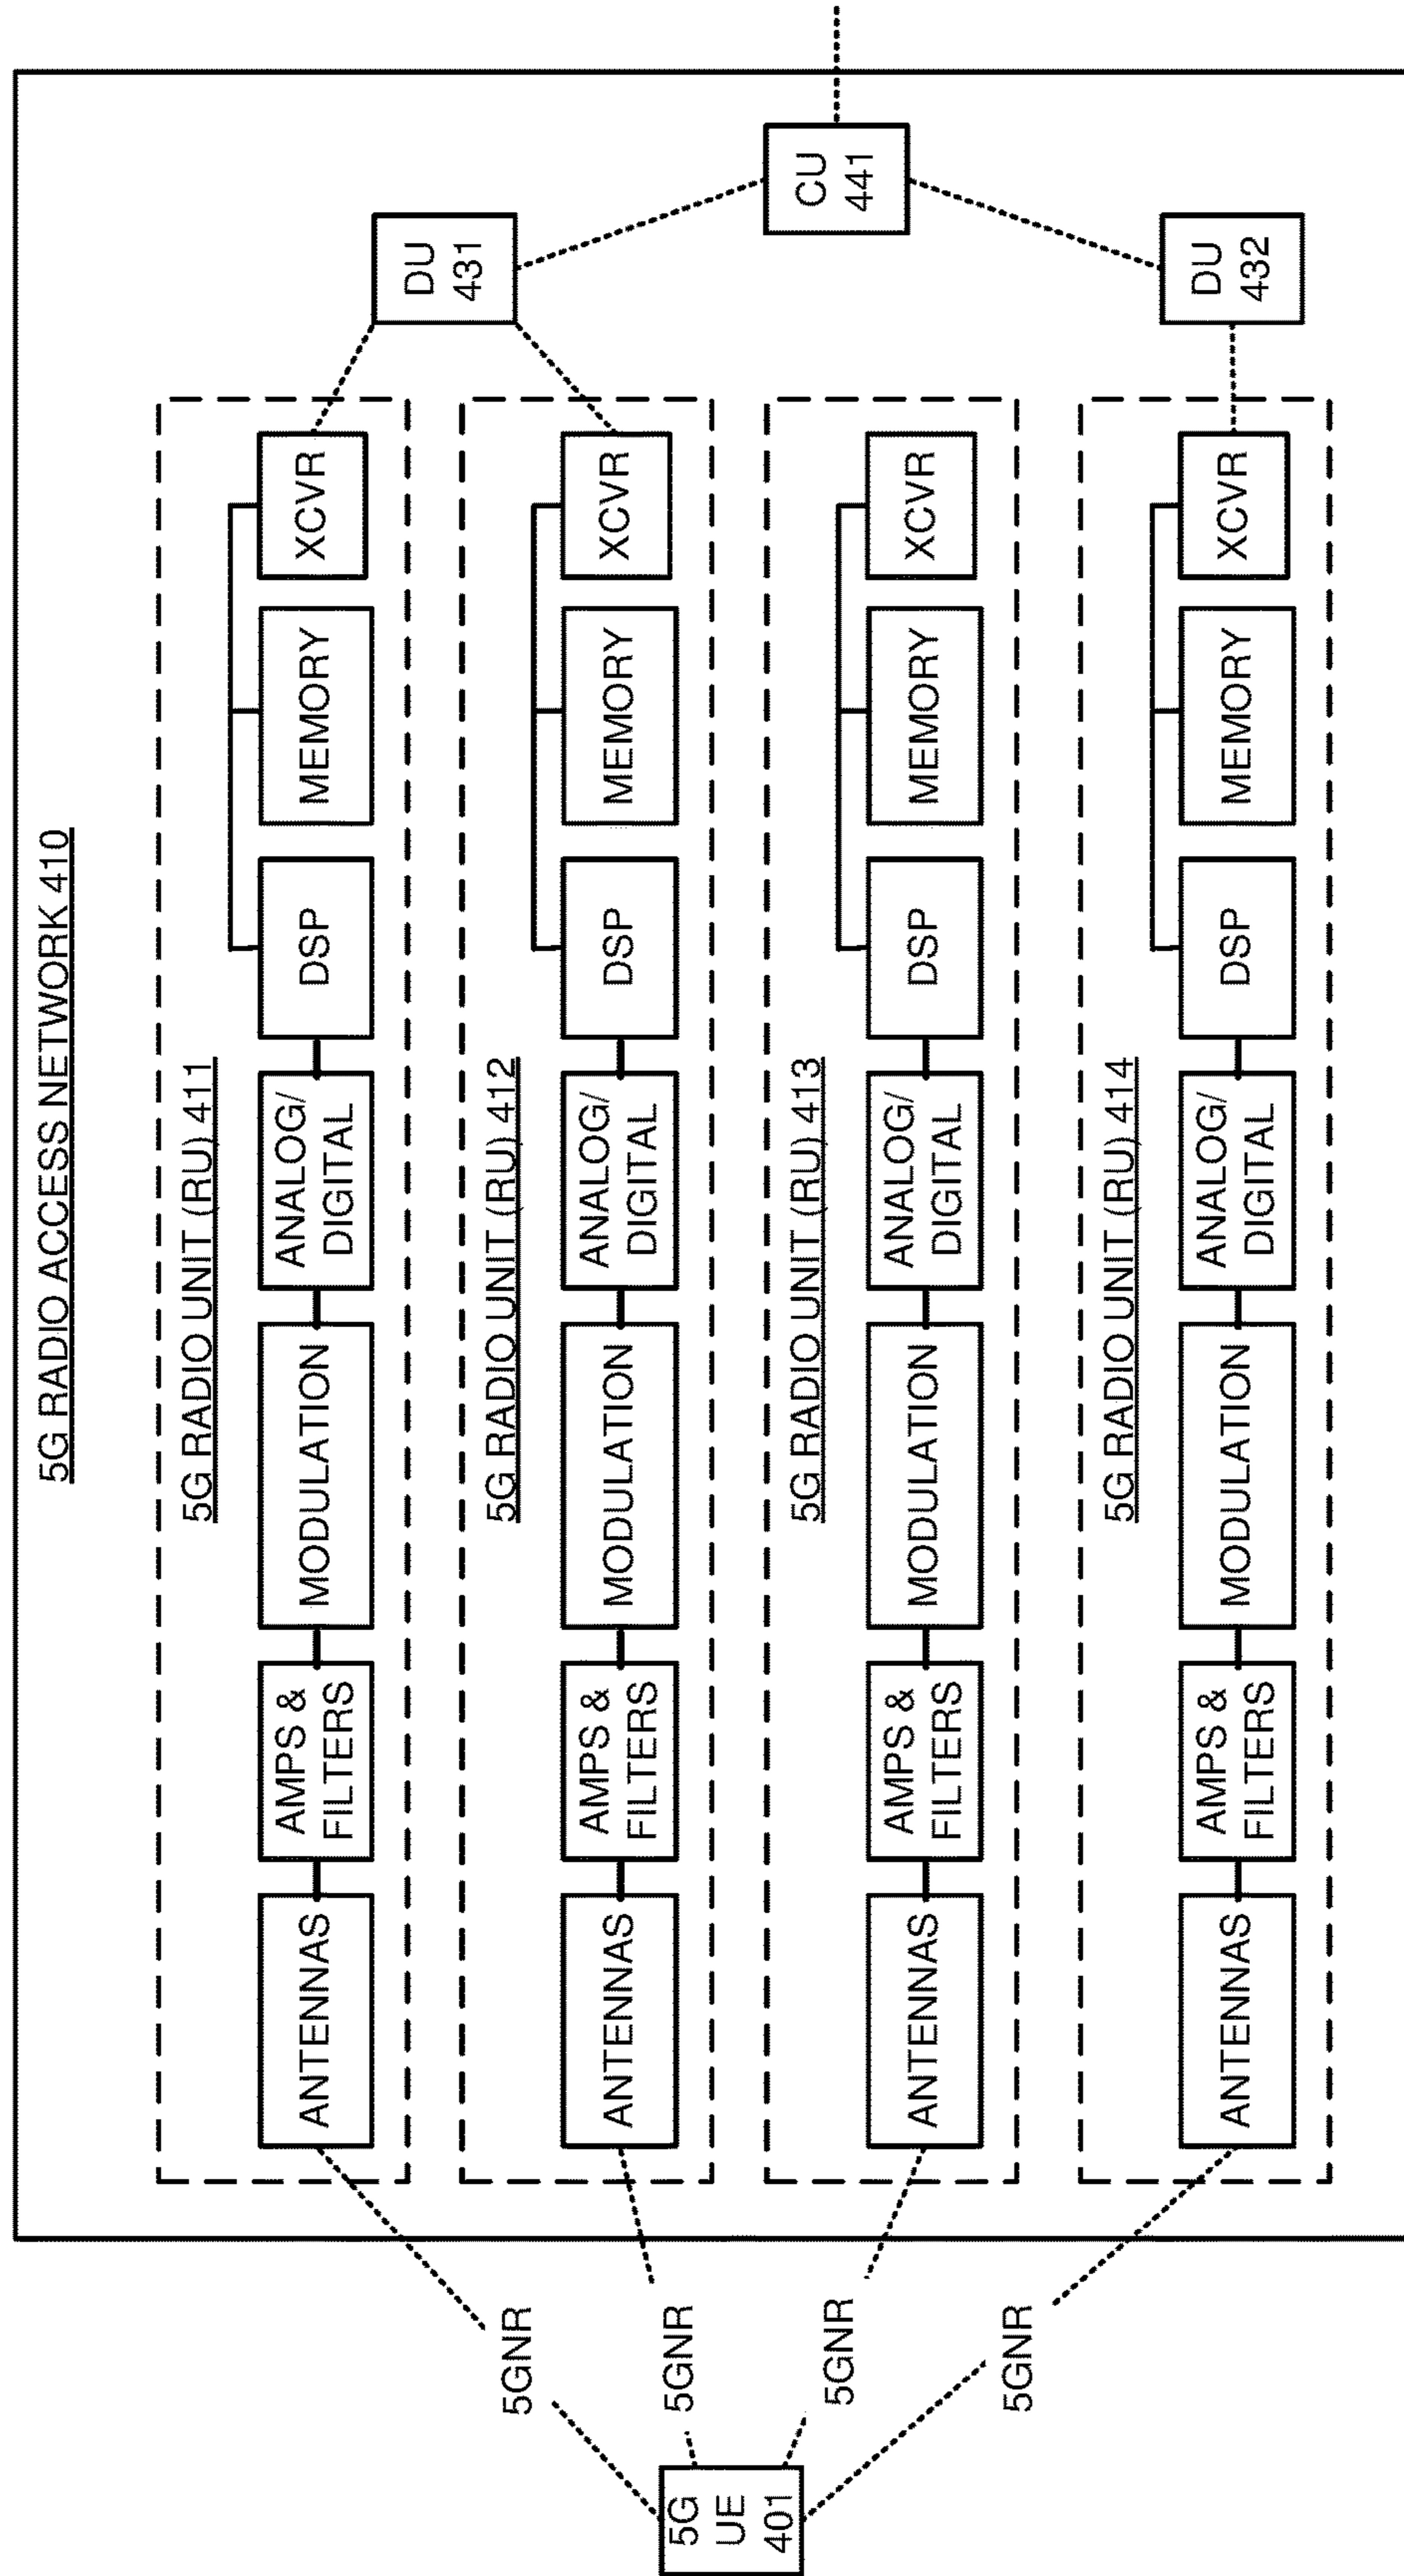 5G RADIO ACCESS NETWORK 410
5G RADIO UNIT (RU) 411
ANTENNAS
AMPS &
FILTERS
MODULATION
ANALOG/
DIGITAL
DSP
MEMORY
XCVR
5G RADIO UNIT (RU) 412
ANTENNAS
AMPS &
FILTERS
MODULATION
ANALOG/
DIGITAL
DSP
MEMORY
XCVR
5G RADIO UNIT (RU) 413
ANTENNAS
AMPS &
FILTERS
MODULATION
ANALOG/
DIGITAL
DSP
MEMORY
XCVR
5G RADIO UNIT (RU) 414
ANTENNAS
AMPS &
FILTERS
MODULATION
ANALOG/
DIGITAL
DSP
MEMORY
XCVR
5GNR
5GNR
5GNR
5GNR
5G
UE
401
DU
431
CU
441
DU
432